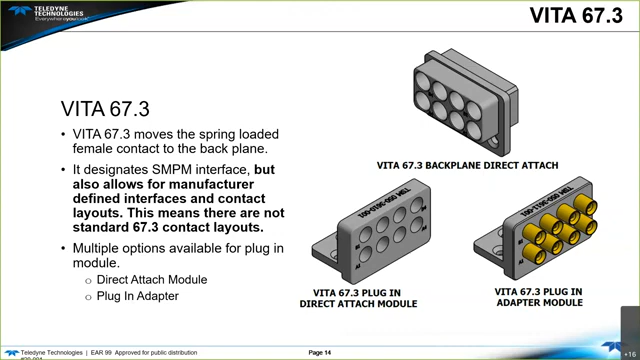 TELEDYNE
TECHNOLOGIES
Everywhereyoulook
VITA 67.3
VITA 67.3
• VITA 67.3 moves the spring loaded
female contact to the back plane.
• It designates SMPM interface, but
also allows for manufacturer
defined interfaces and contact
layouts. This means there are not
standard 67.3 contact layouts.
• Multiple options available for plug in
module.
o Direct Attach Module
o Plug In Adapter
VITA 67.3 BACKPLANE DIRECT ATTACH
VITA 67.3 PLUG IN
DIRECT ATTACH MODULE
VITA 67.3 PLUG IN
ADAPTER MODULE
Teledyne Technologies | EAR 99 Approved for public distribution
Page 14
+16